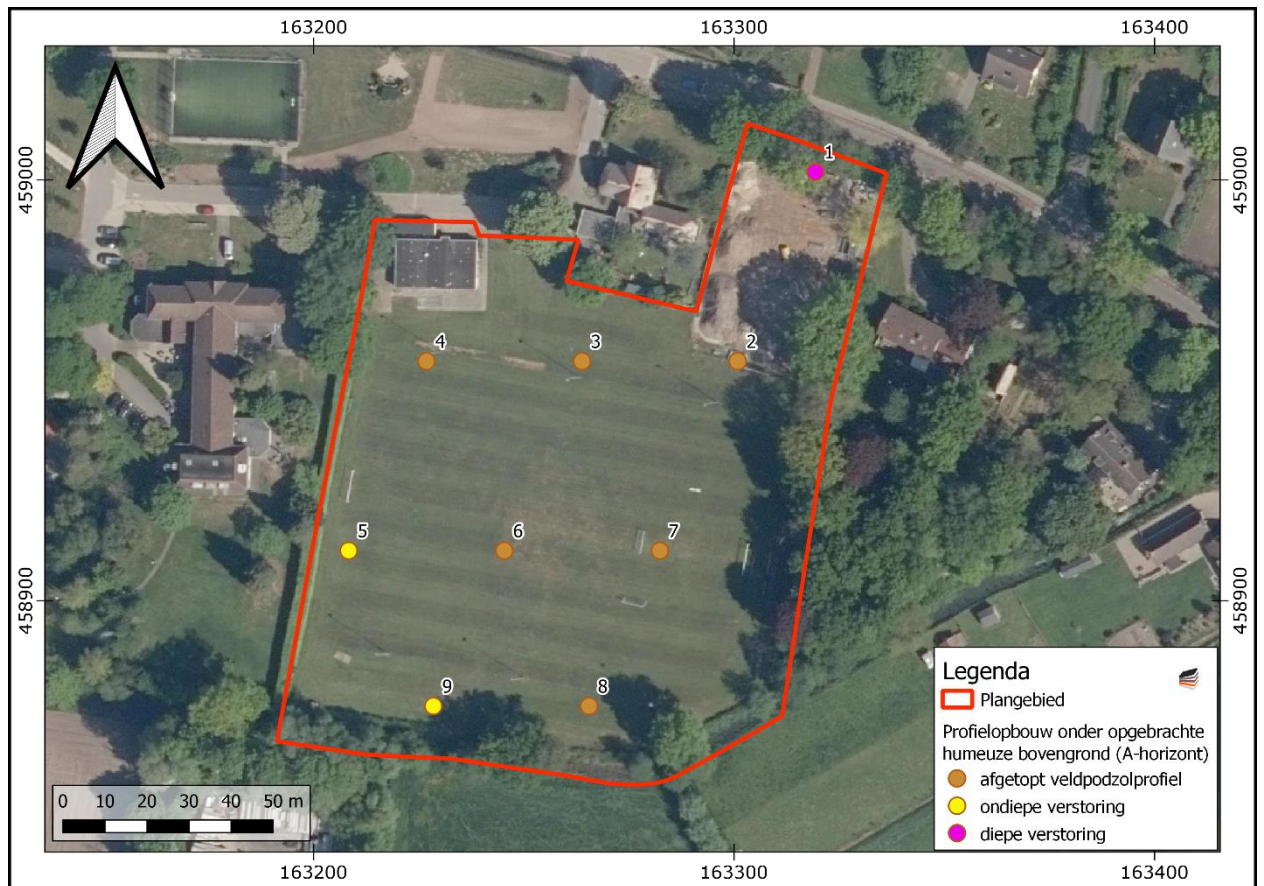 163200 163300 163400
459000 459000
1
4 3 2
5 6 7
458900 458900
9 8
Legenda
Plangebied
Profielopbouw onder opgebrachte
humeuze bovengrond (A-horizont)
afgetopt veldpodzolprofiel
ondiepe verstoring
diepe verstoring
0 10 20 30 40 50 m
163200 163300 163400